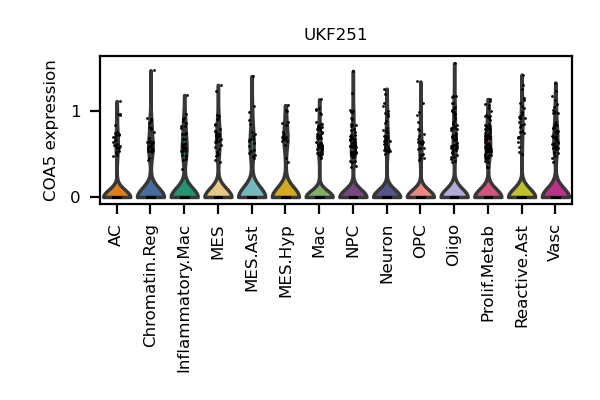 UKF251
COA5 expression
1
0
AC
Chromatin.Reg
Inflammatory.Mac
MES
MES.Ast
MES.Hyp
Mac
NPC
Neuron
OPC
Oligo
Prolif.Metab
Reactive.Ast
Vasc